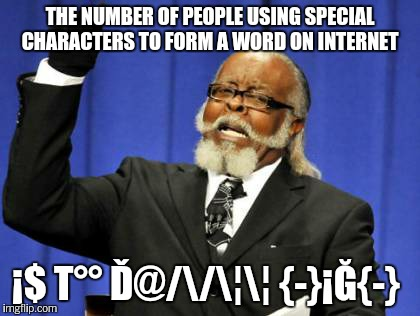 THE NUMBER OF PEOPLE USING SPECIAL
CHARACTERS TO FORM A WORD ON INTERNET
¡$ T°° Ď@/\/\/\¦\¦ {-}¡Ğ{-}
imgflip.com